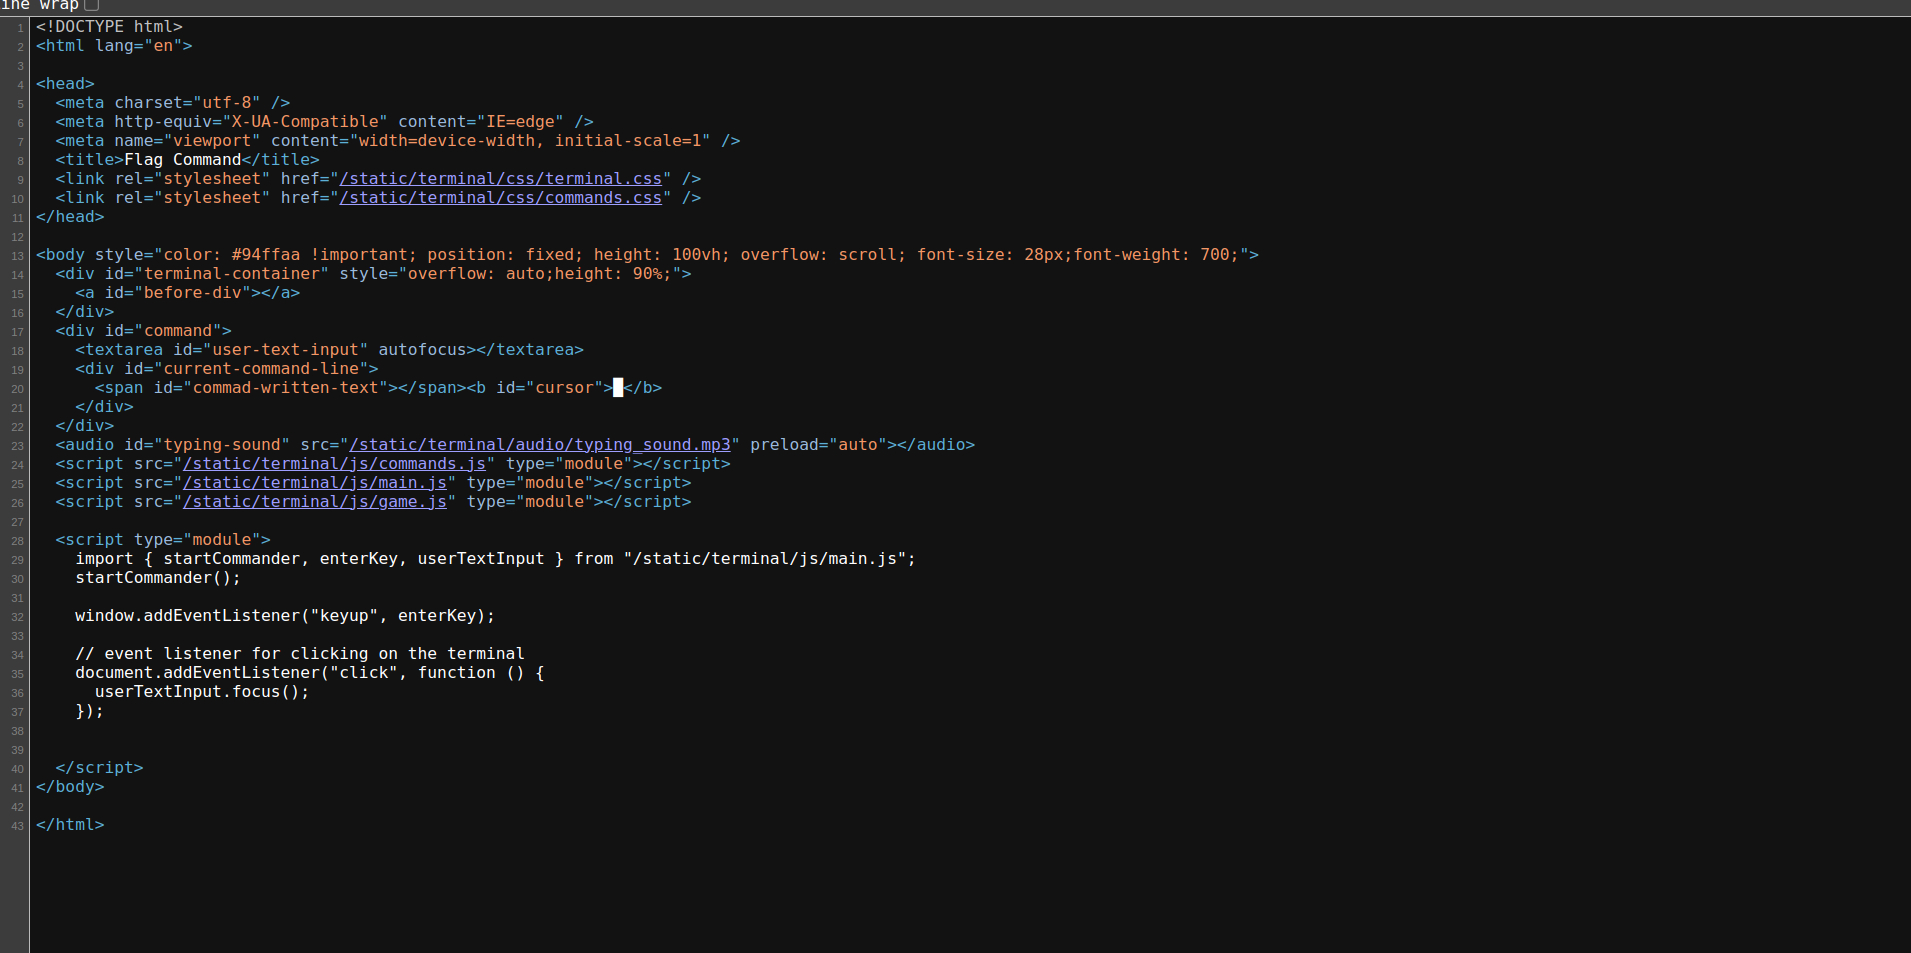 ine wrap
1 <!DOCTYPE html>
2 <html lang="en">
3
4 <head>
5   <meta charset="utf-8" />
6   <meta http-equiv="X-UA-Compatible" content="IE=edge" />
7   <meta name="viewport" content="width=device-width, initial-scale=1" />
8   <title>Flag Command</title>
9   <link rel="stylesheet" href="/static/terminal/css/terminal.css" />
10   <link rel="stylesheet" href="/static/terminal/css/commands.css" />
11 </head>
12
13 <body style="color: #94ffaa !important; position: fixed; height: 100vh; overflow: scroll; font-size: 28px;font-weight: 700;">
14   <div id="terminal-container" style="overflow: auto;height: 90%;">
15     <a id="before-div"></a>
16   </div>
17   <div id="command">
18     <textarea id="user-text-input" autofocus></textarea>
19     <div id="current-command-line">
20       <span id="commad-written-text"></span><b id="cursor">█</b>
21     </div>
22   </div>
23   <audio id="typing-sound" src="/static/terminal/audio/typing_sound.mp3" preload="auto"></audio>
24   <script src="/static/terminal/js/commands.js" type="module"></script>
25   <script src="/static/terminal/js/main.js" type="module"></script>
26   <script src="/static/terminal/js/game.js" type="module"></script>
27
28   <script type="module">
29     import { startCommander, enterKey, userTextInput } from "/static/terminal/js/main.js";
30     startCommander();
31
32     window.addEventListener("keyup", enterKey);
33
34     // event listener for clicking on the terminal
35     document.addEventListener("click", function () {
36       userTextInput.focus();
37     });
38
39
40   </script>
41 </body>
42
43 </html>